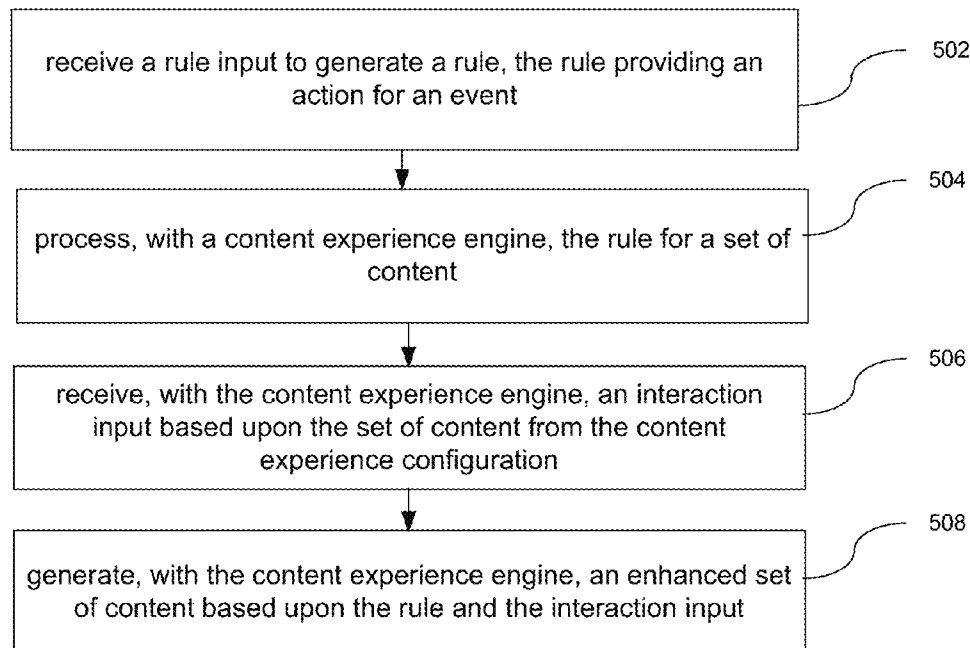 receive a rule input to generate a rule, the rule providing an
action for an event
502
process, with a content experience engine, the rule for a set of
content
504
receive, with the content experience engine, an interaction
input based upon the set of content from the content
experience configuration
506
generate, with the content experience engine, an enhanced set
of content based upon the rule and the interaction input
508